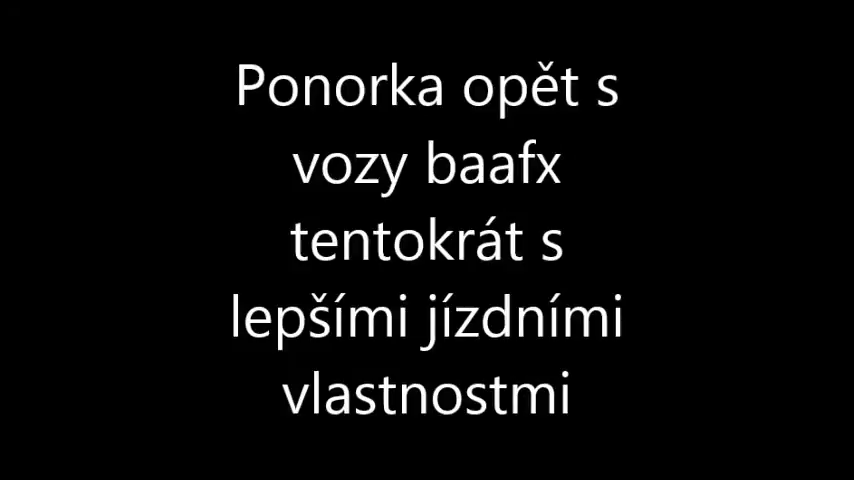 Ponorka opět s
vozy baafx
tentokrát s
lepšími jízdními
vlastnostmi